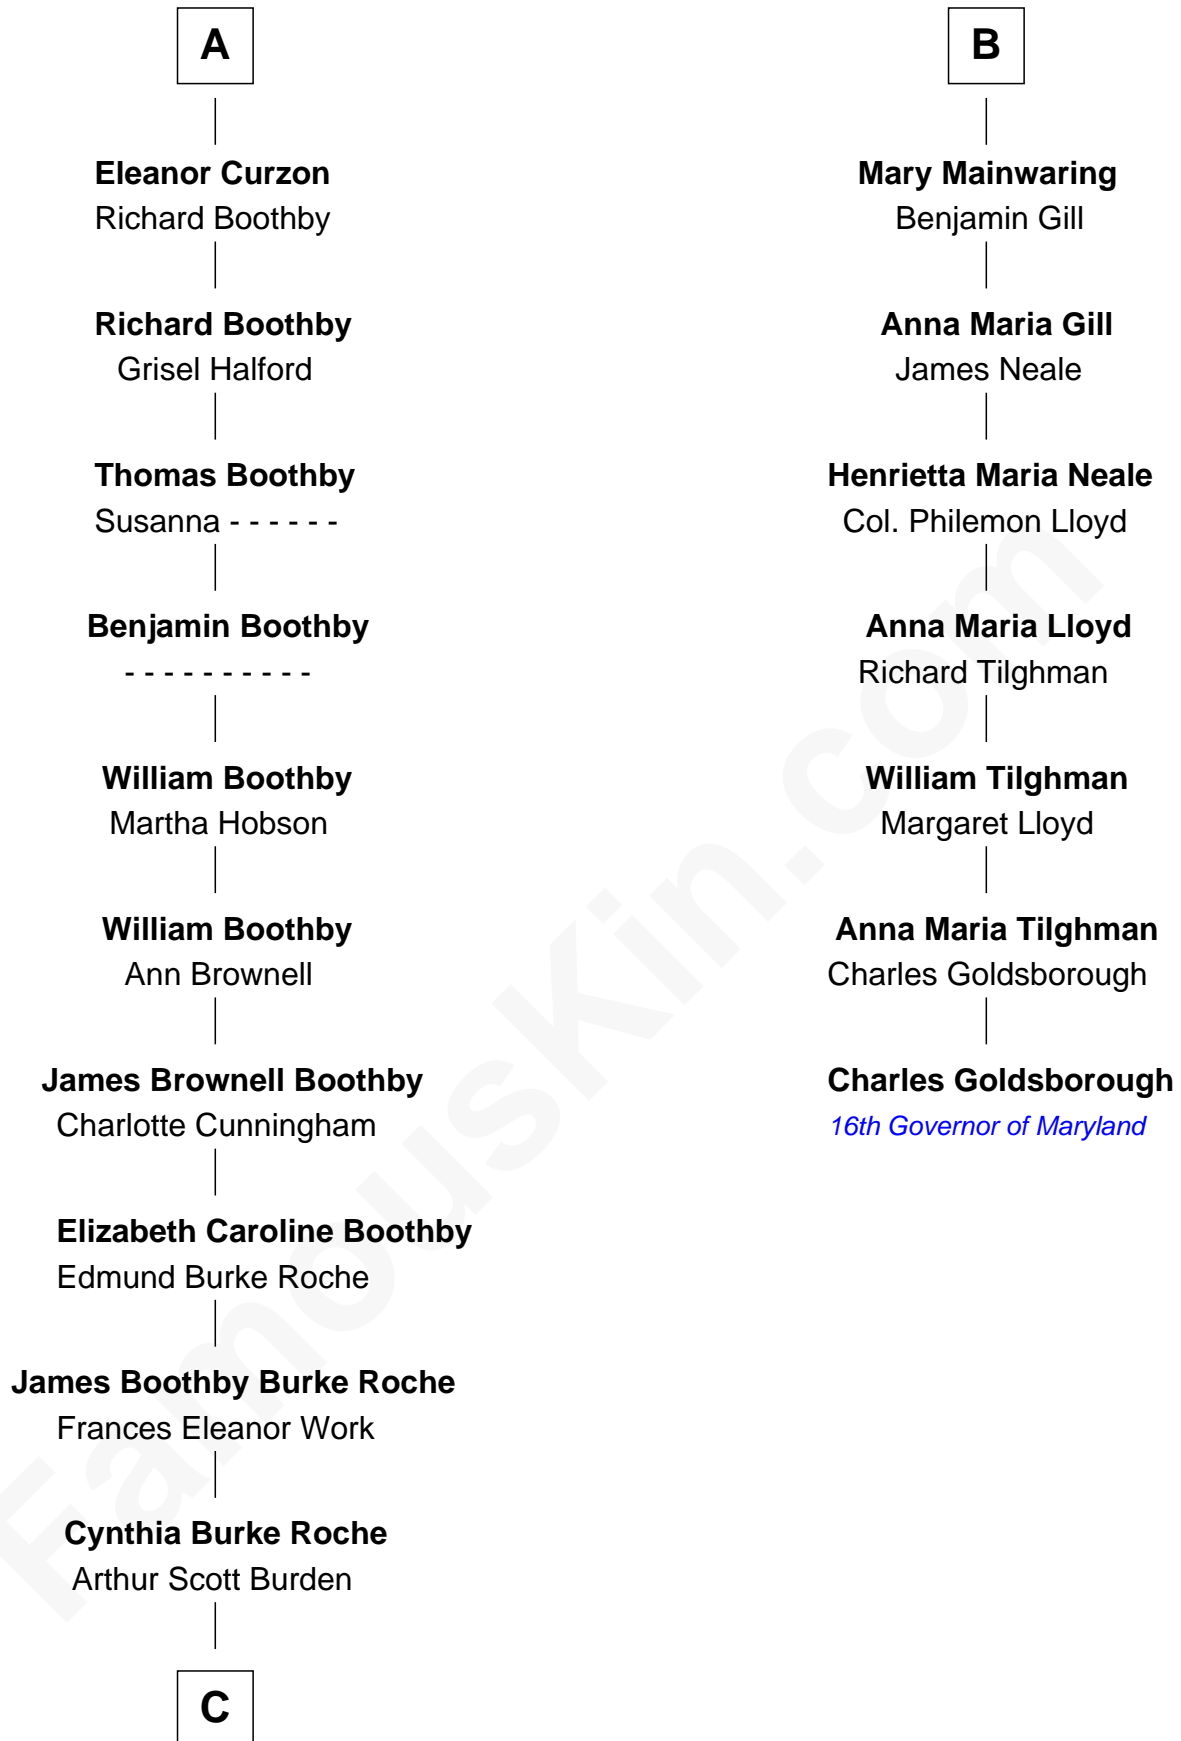 A
Eleanor Curzon
Richard Boothby
Richard Boothby
Grisel Halford
Thomas Boothby
Susanna - - - - - -
Benjamin Boothby
- - - - - - - - - -
William Boothby
Martha Hobson
William Boothby
Ann Brownell
James Brownell Boothby
Charlotte Cunningham
Elizabeth Caroline Boothby
Edmund Burke Roche
James Boothby Burke Roche
Frances Eleanor Work
Cynthia Burke Roche
Arthur Scott Burden
C
B
Mary Mainwaring
Benjamin Gill
Anna Maria Gill
James Neale
Henrietta Maria Neale
Col. Philemon Lloyd
Anna Maria Lloyd
Richard Tilghman
William Tilghman
Margaret Lloyd
Anna Maria Tilghman
Charles Goldsborough
Charles Goldsborough
16th Governor of Maryland
FamousKin.com